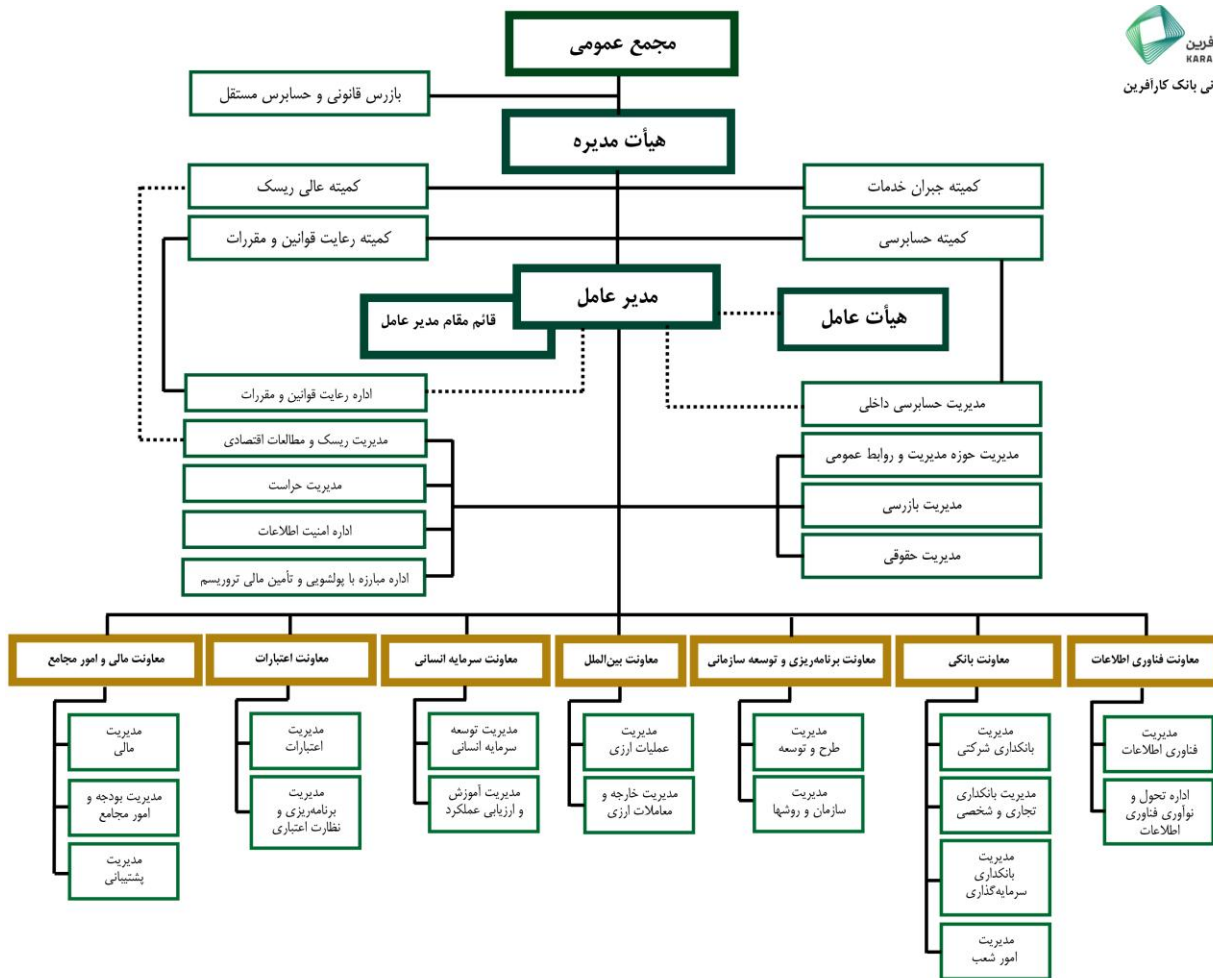 فرین
KARA
نی بانک کارآفرین
مجمع عمومی
بازرس قانونی و حسابرس مستقل
هیأت مدیره
کمیته جبران خدمات
کمیته عالی ریسک
کمیته حسابرسی
کمیته رعایت قوانین و مقررات
مدیر عامل
هیأت عامل
قائم مقام مدیر عامل
مدیریت حسابرسی داخلی
اداره رعایت قوانین و مقررات
مدیریت حوزه مدیریت و روابط عمومی
مدیریت ریسک و مطالعات اقتصادی
مدیریت بازرسی
مدیریت حراست
مدیریت حقوقی
اداره امنیت اطلاعات
اداره مبارزه با پولشویی و تأمین مالی تروریسم
معاونت فناوری اطلاعات
معاونت بانکی
معاونت برنامه‌ریزی و توسعه سازمانی
معاونت بین‌الملل
معاونت سرمایه انسانی
معاونت اعتبارات
معاونت مالی و امور مجامع
مدیریت
فناوری اطلاعات
اداره تحول و
نوآوری فناوری
اطلاعات
مدیریت
بانکداری شرکتی
مدیریت بانکداری
تجاری و شخصی
مدیریت
بانکداری
سرمایه‌گذاری
مدیریت
امور شعب
مدیریت
طرح و توسعه
مدیریت
سازمان و روشها
مدیریت
عملیات ارزی
مدیریت خارجه و
معاملات ارزی
مدیریت توسعه
سرمایه انسانی
مدیریت آموزش
و ارزیابی عملکرد
مدیریت
اعتبارات
مدیریت
برنامه‌ریزی و
نظارت اعتباری
مدیریت
مالی
مدیریت بودجه و
امور مجامع
مدیریت
پشتیبانی